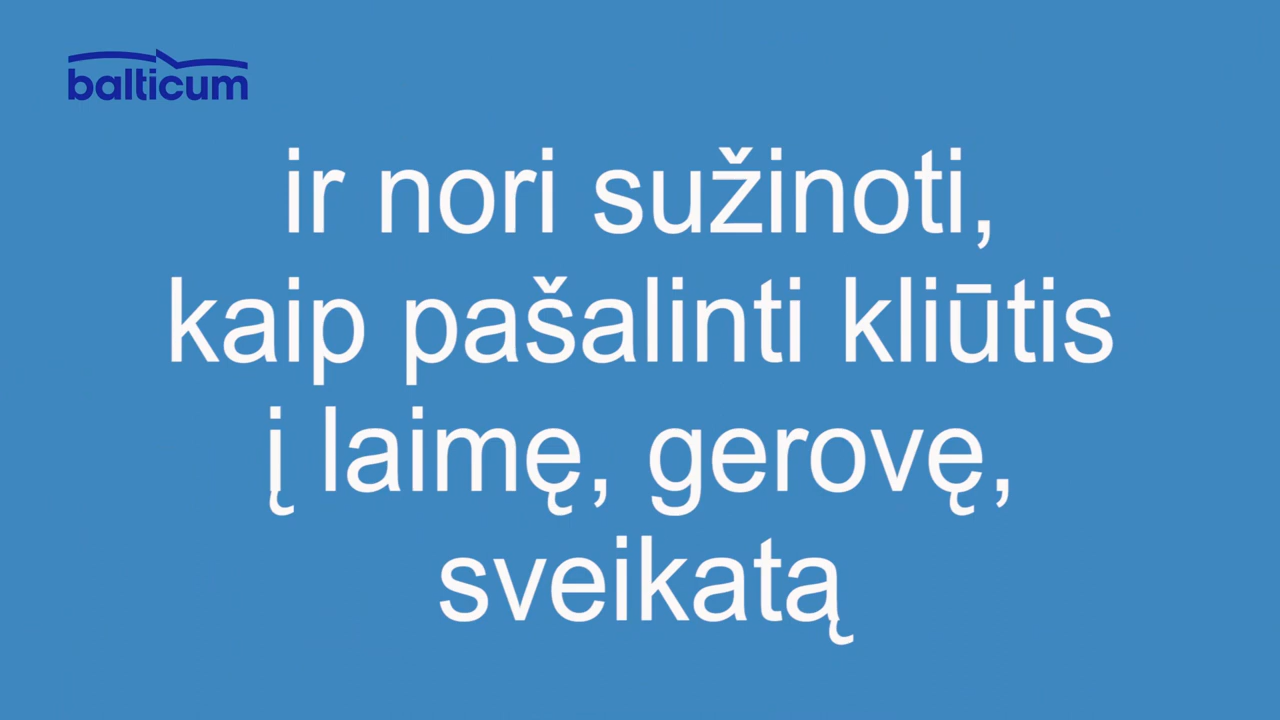 balticum
ir nori sužinoti,
kaip pašalinti kliūtis
į laimę, gerovę,
sveikatą